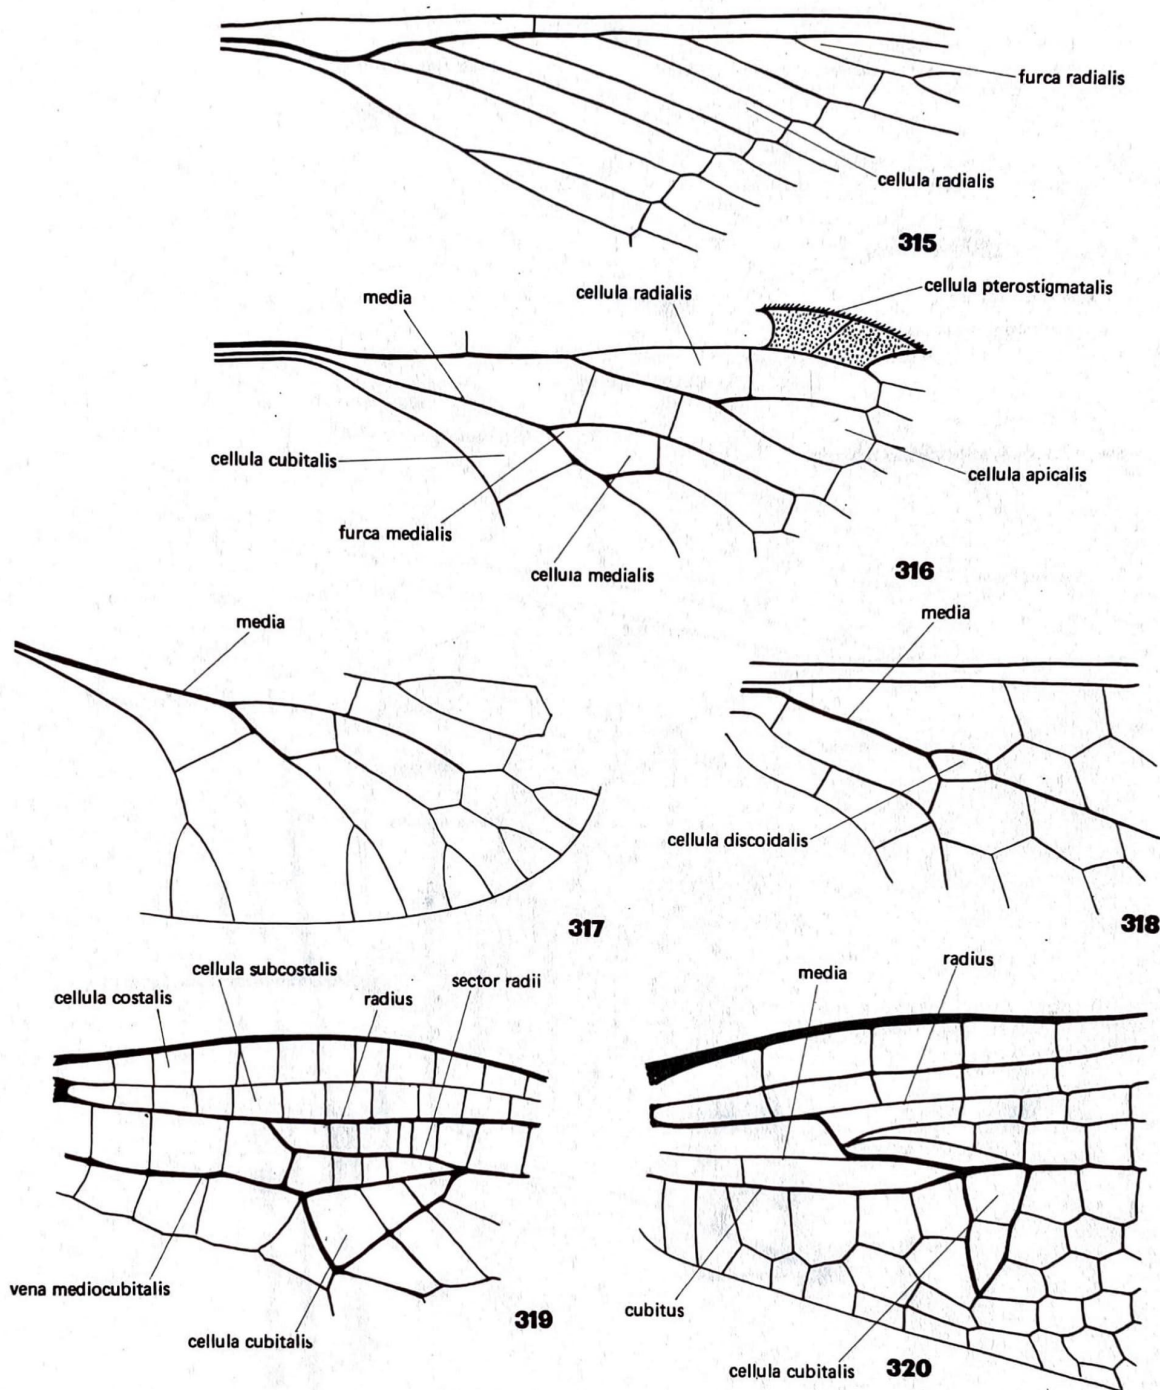 furca radialis
cellula radialis
315
cellula pterostigmatalis
cellula radialis
media
cellula cubitalis
cellula apicalis
furca medialis
cellula medialis
316
media
media
cellula discoidalis
317
318
cellula subcostalis
cellula costalis
radius
sector radii
media
radius
vena mediocubitalis
cellula cubitalis
319
cubitus
cellula cubitalis
320